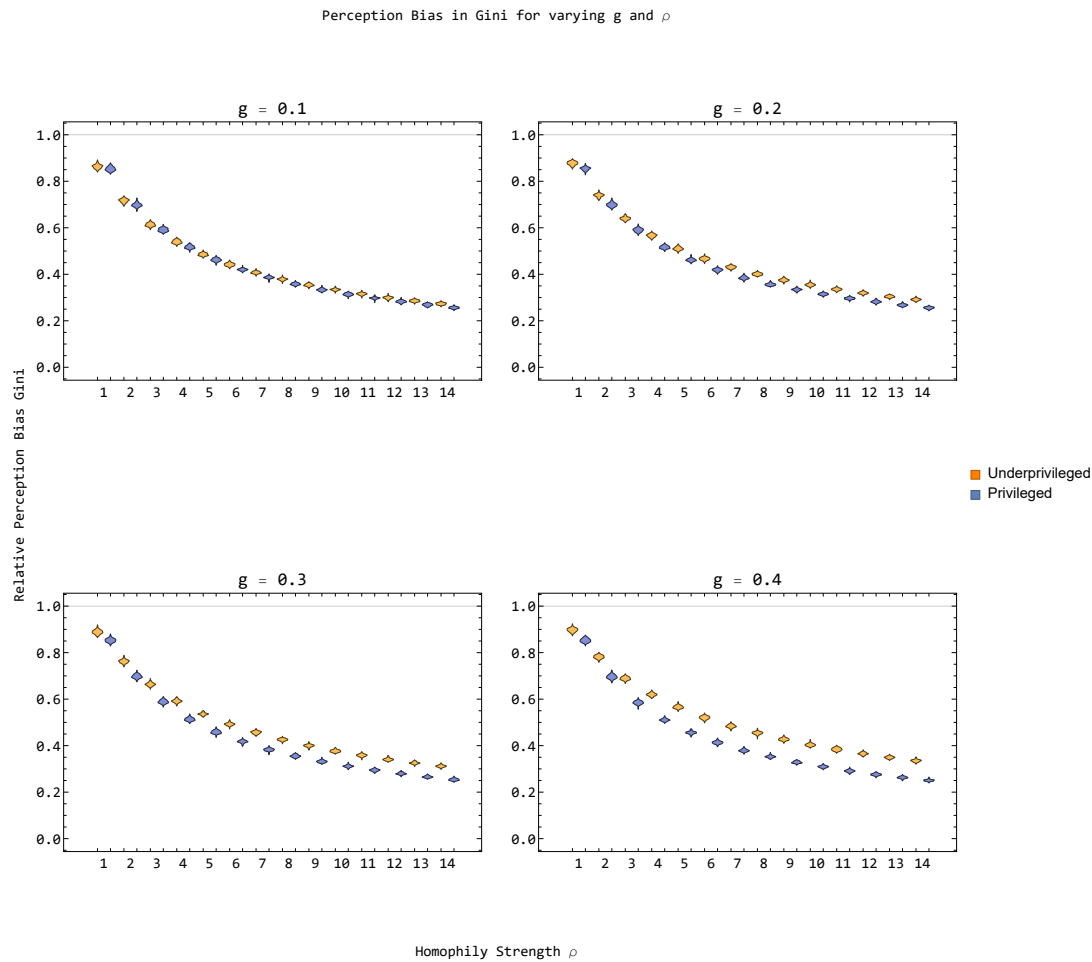 Perception Bias in Gini for varying g and ρ
g = 0.1
g = 0.2
1.0
0.8
0.6
0.4
0.2
0.0
1 2 3 4 5 6 7 8 9 10 11 12 13 14
1.0
0.8
0.6
0.4
0.2
0.0
1 2 3 4 5 6 7 8 9 10 11 12 13 14
Relative Perception Bias Gini
Underprivileged
Privileged
g = 0.3
g = 0.4
1.0
0.8
0.6
0.4
0.2
0.0
1 2 3 4 5 6 7 8 9 10 11 12 13 14
1.0
0.8
0.6
0.4
0.2
0.0
1 2 3 4 5 6 7 8 9 10 11 12 13 14
Homophily Strength ρ